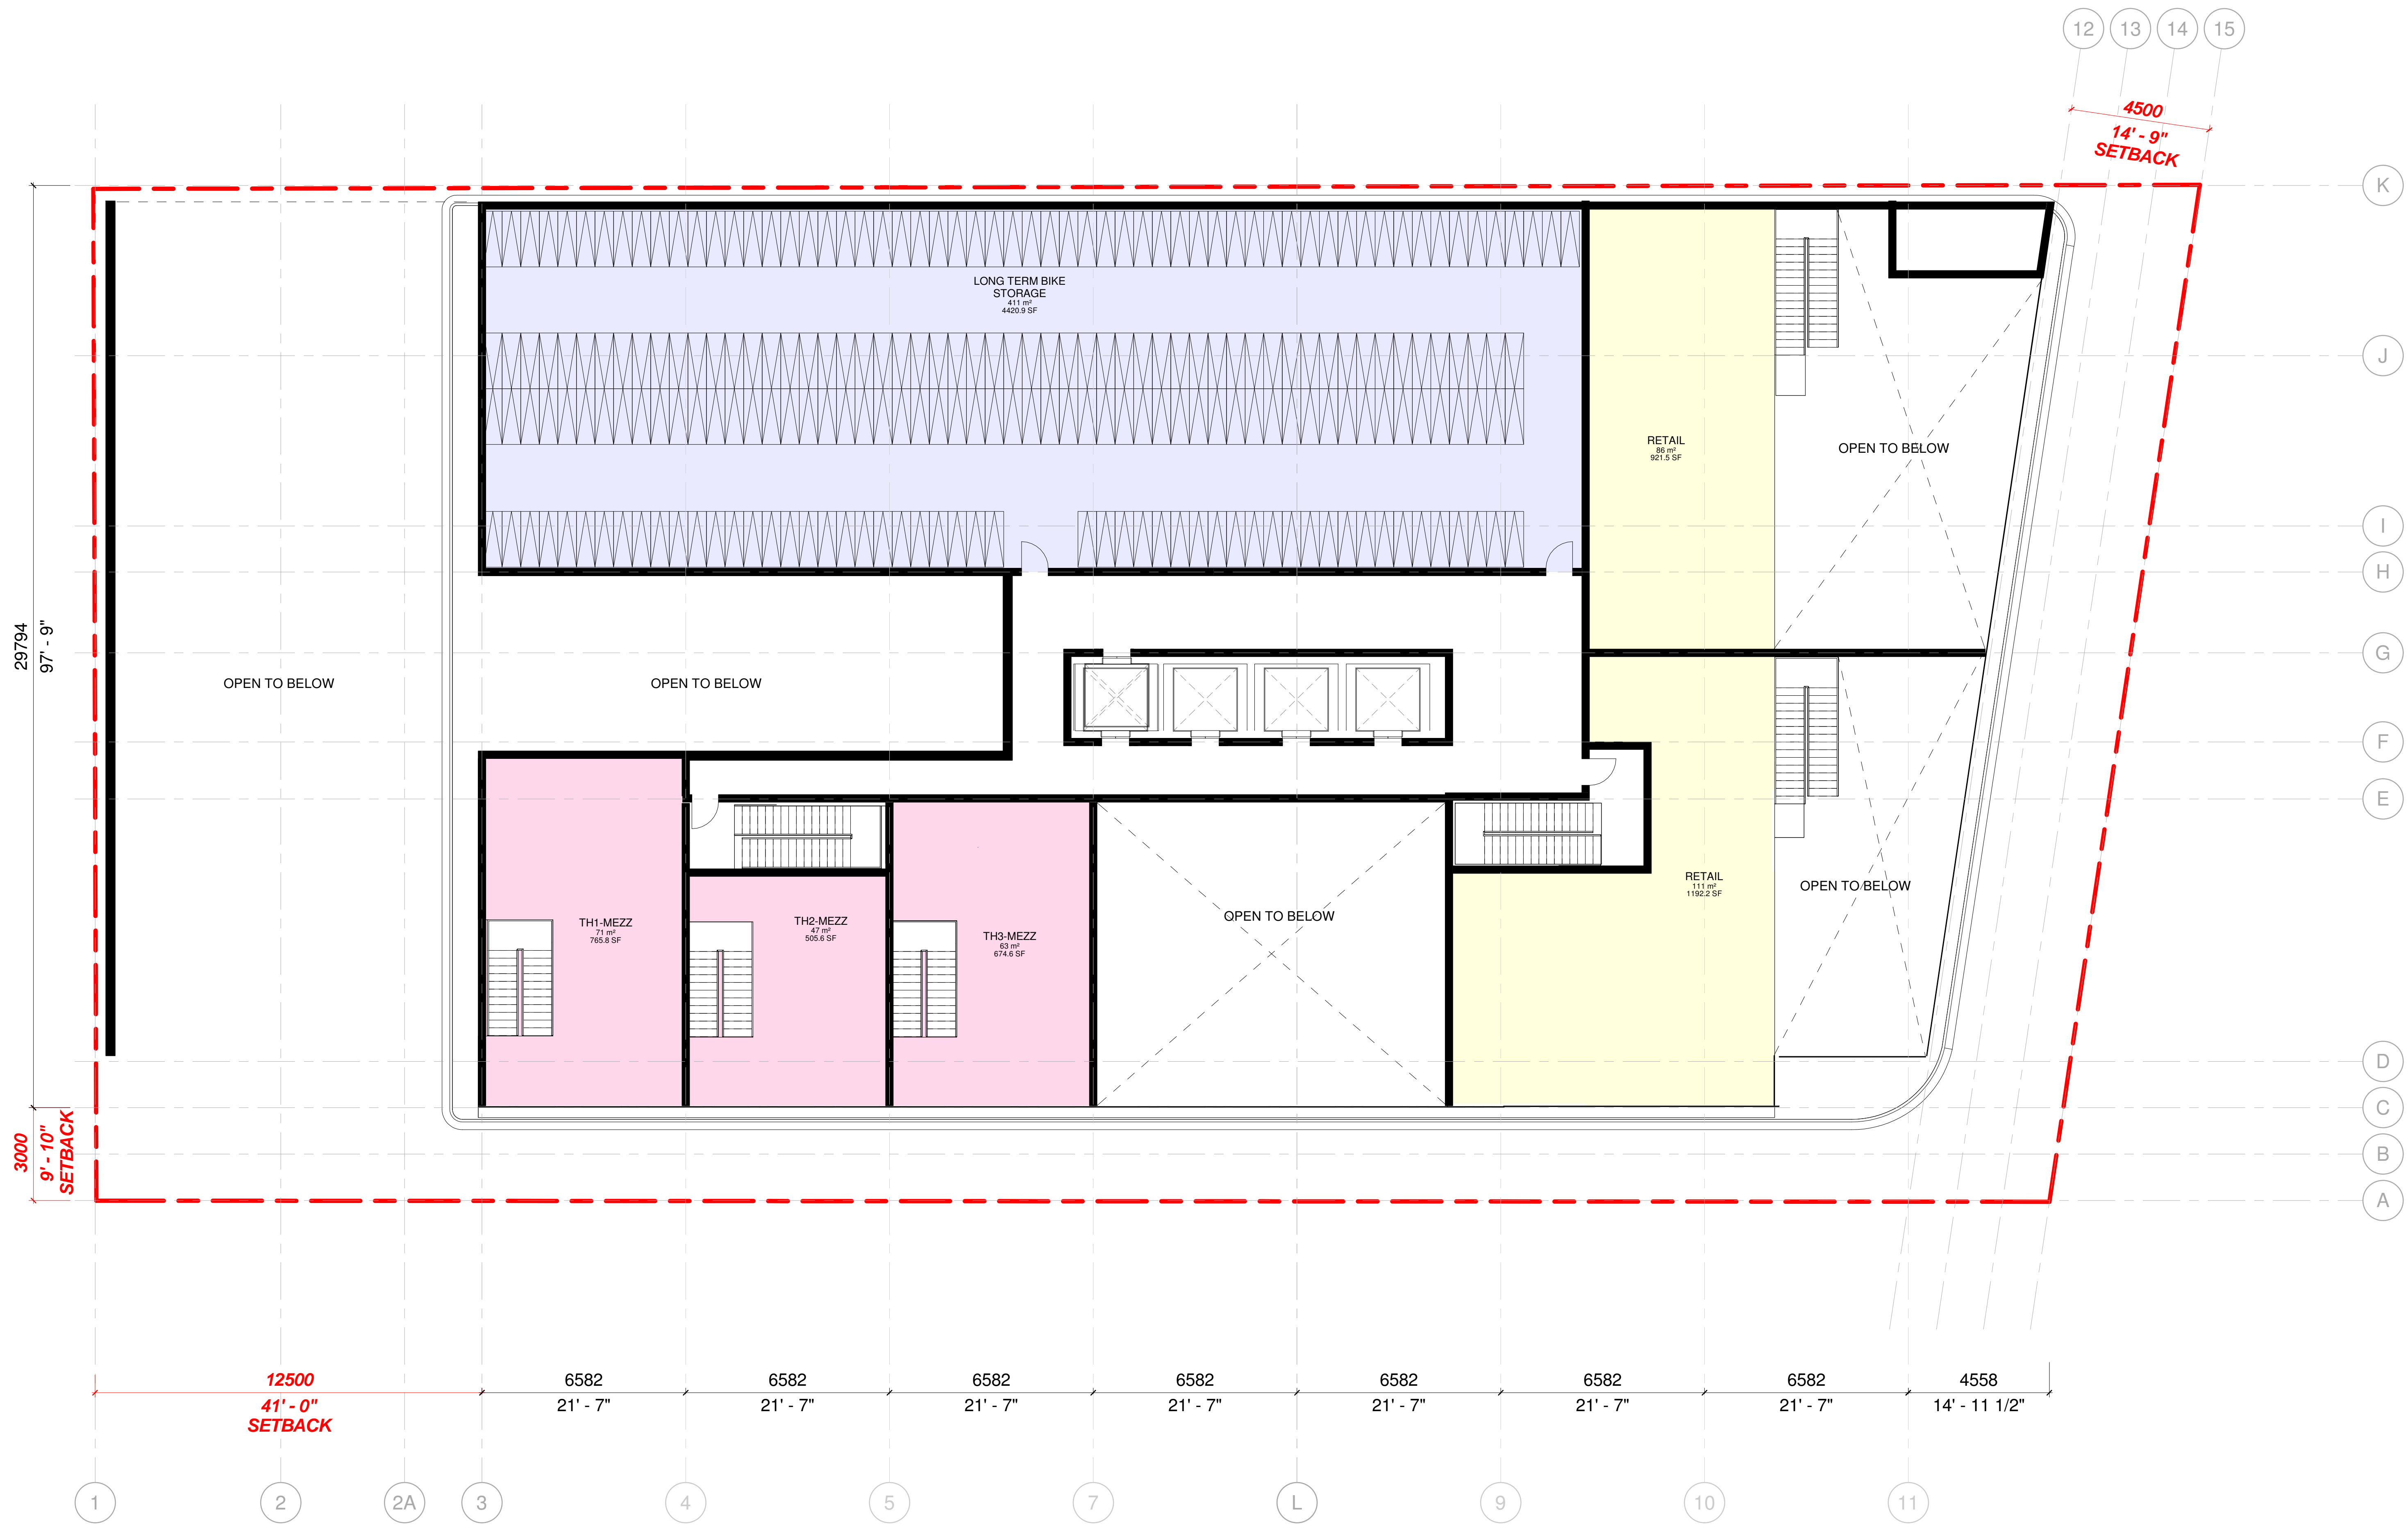 12
13
14
15
4500
14' - 9"
SETBACK
K
LONG TERM BIKE
STORAGE
411 m²
4420.9 SF
J
RETAIL
86 m²
921.5 SF
OPEN TO BELOW
I
H
29794
97' - 9"
OPEN TO BELOW
OPEN TO BELOW
G
F
E
RETAIL
111 m²
1192.2 SF
OPEN TO BELOW
TH1-MEZZ
71 m²
765.8 SF
TH2-MEZZ
47 m²
505.6 SF
TH3-MEZZ
63 m²
674.6 SF
OPEN TO BELOW
D
C
3000
9' - 10"
SETBACK
B
A
12500
41' - 0"
SETBACK
6582
21' - 7"
6582
21' - 7"
6582
21' - 7"
6582
21' - 7"
6582
21' - 7"
6582
21' - 7"
6582
21' - 7"
4558
14' - 11 1/2"
1
2
2A
3
4
5
7
L
9
10
11